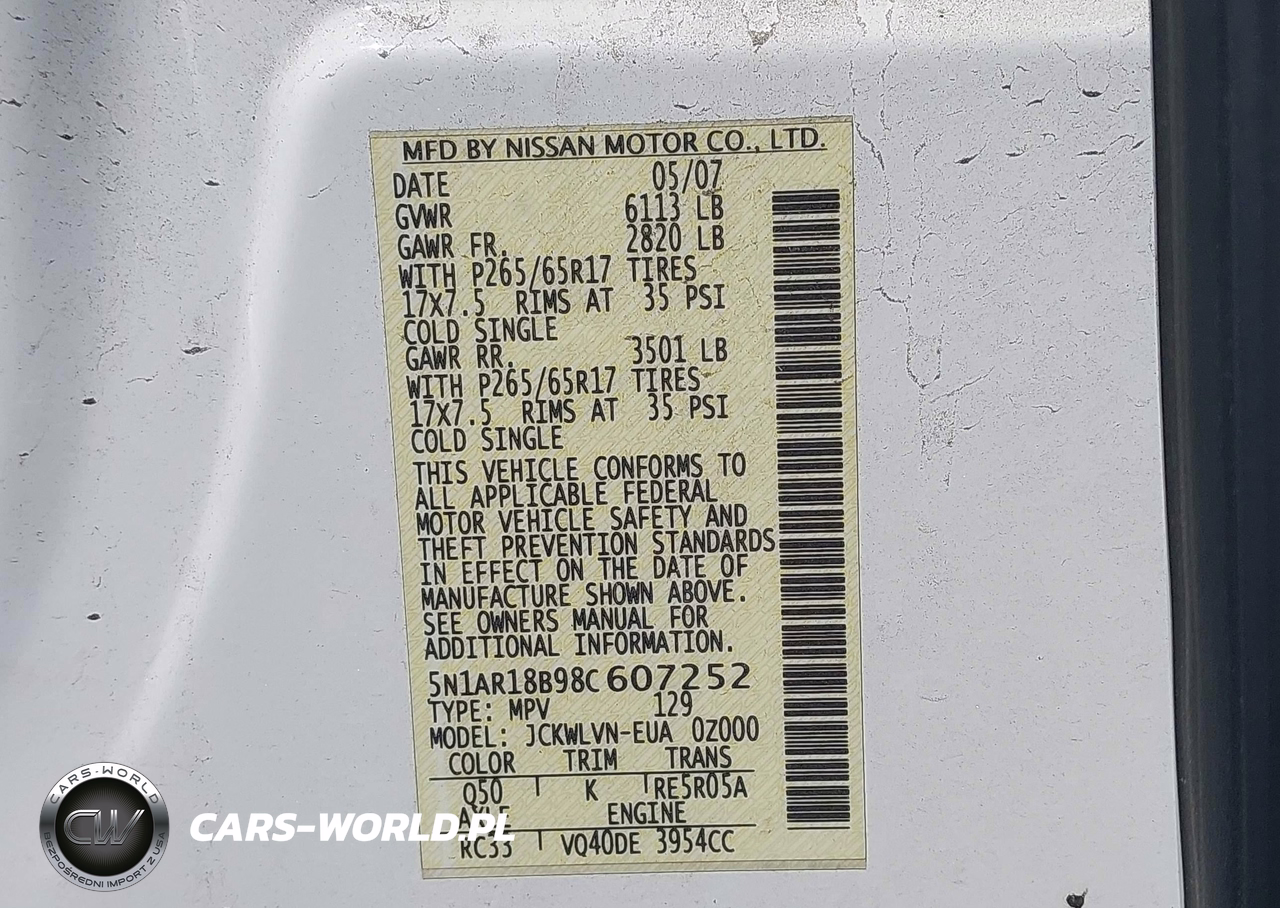 MFD BY NISSAN MOTOR CO., LTD.
DATE 05/07
GVWR 6113 LB
GAWR FR. 2820 LB
WITH P265/65R17 TIRES
17X7.5 RIMS AT 35 PSI
COLD SINGLE
GAWR RR. 3501 LB
WITH P265/65R17 TIRES
17X7.5 RIMS AT 35 PSI
COLD SINGLE
THIS VEHICLE CONFORMS TO
ALL APPLICABLE FEDERAL
MOTOR VEHICLE SAFETY AND
THEFT PREVENTION STANDARDS
IN EFFECT ON THE DATE OF
MANUFACTURE SHOWN ABOVE.
SEE OWNERS MANUAL FOR
ADDITIONAL INFORMATION.
5N1AR18B98C607252
TYPE: MPV 129
MODEL: JCKWLVN-EUA 0Z000
COLOR TRIM TRANS
Q50 K RE5R05A
AXLE ENGINE
RC33 VQ40DE 3954CC
CARS-WORLD
CW
BEZPOŚREDNI IMPORT Z USA
CARS-WORLD.PL